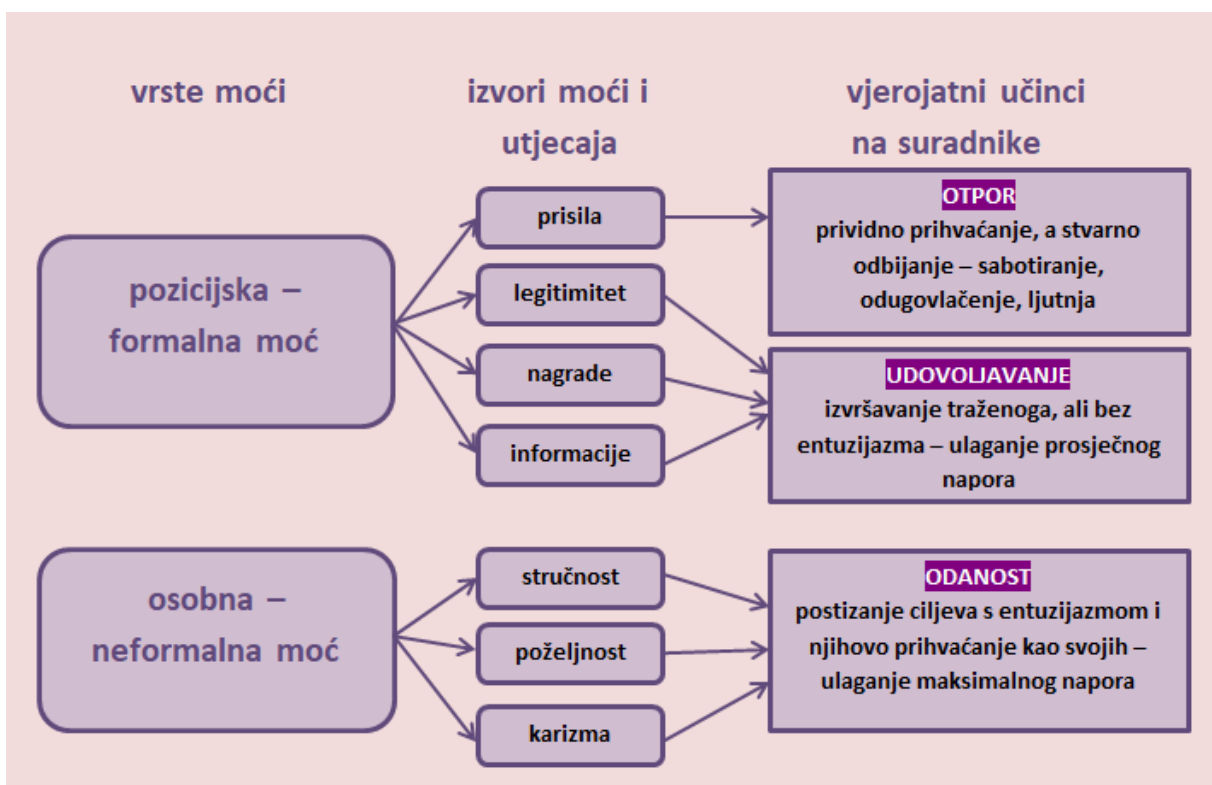 vrste moći
izvori moći i
utjecaja
vjerojatni učinci
na suradnike
pozicijska –
formalna moć
prisila
legitimitet
nagrade
informacije
OTPOR
prividno prihvaćanje, a stvarno
odbijanje – sabotiranje,
odugovlačenje, ljutnja
UDOVOLJAVANJE
izvršavanje traženoga, ali bez
entuzijazma – ulaganje prosječnog
napora
osobna –
neformalna moć
stručnost
poželjnost
karizma
ODANOST
postizanje ciljeva s entuzijazmom i
njihovo prihvaćanje kao svojih –
ulaganje maksimalnog napora